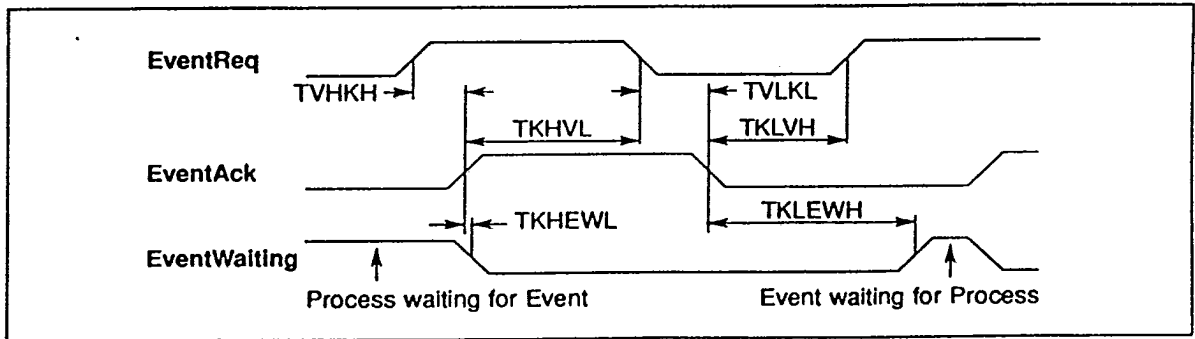 EventReq
TVHKH
TVLKL
TKHVL
TKLVH
EventAck
TKHEWL
TKLEWH
EventWaiting
Process waiting for Event
Event waiting for Process